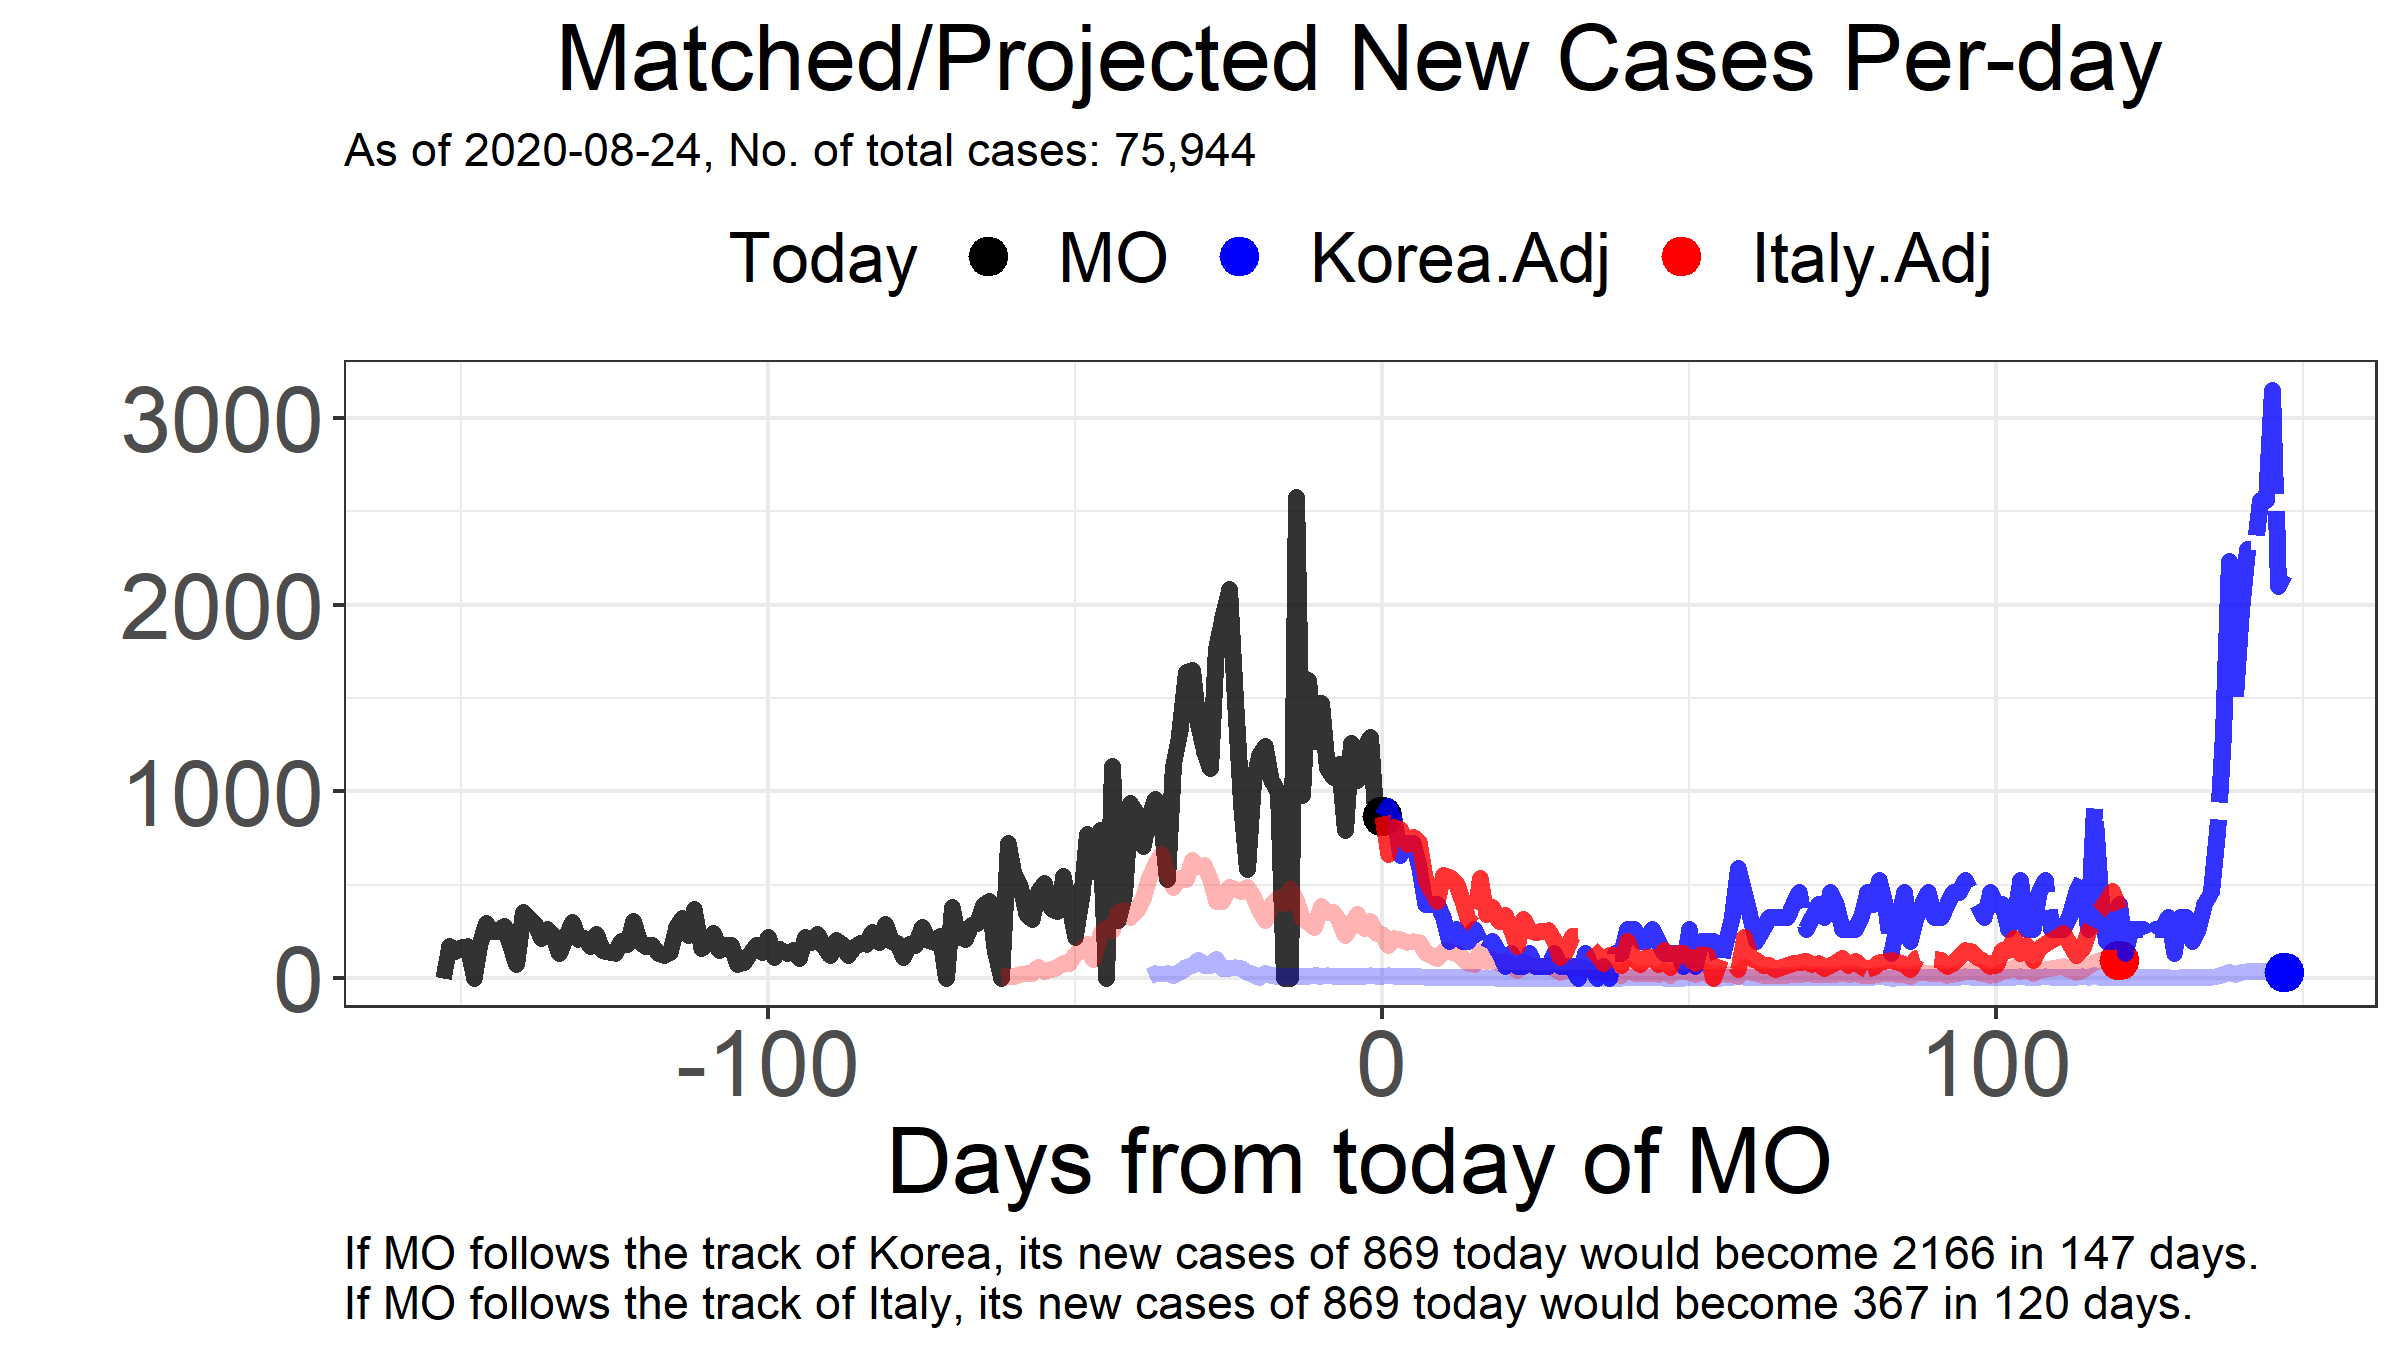 Matched/Projected New Cases Per-day
As of 2020-08-24, No. of total cases: 75,944
Today MO Korea.Adj Italy.Adj
3000
2000
1000
0
-100 0 100
Days from today of MO
If MO follows the track of Korea, its new cases of 869 today would become 2166 in 147 days.
If MO follows the track of Italy, its new cases of 869 today would become 367 in 120 days.